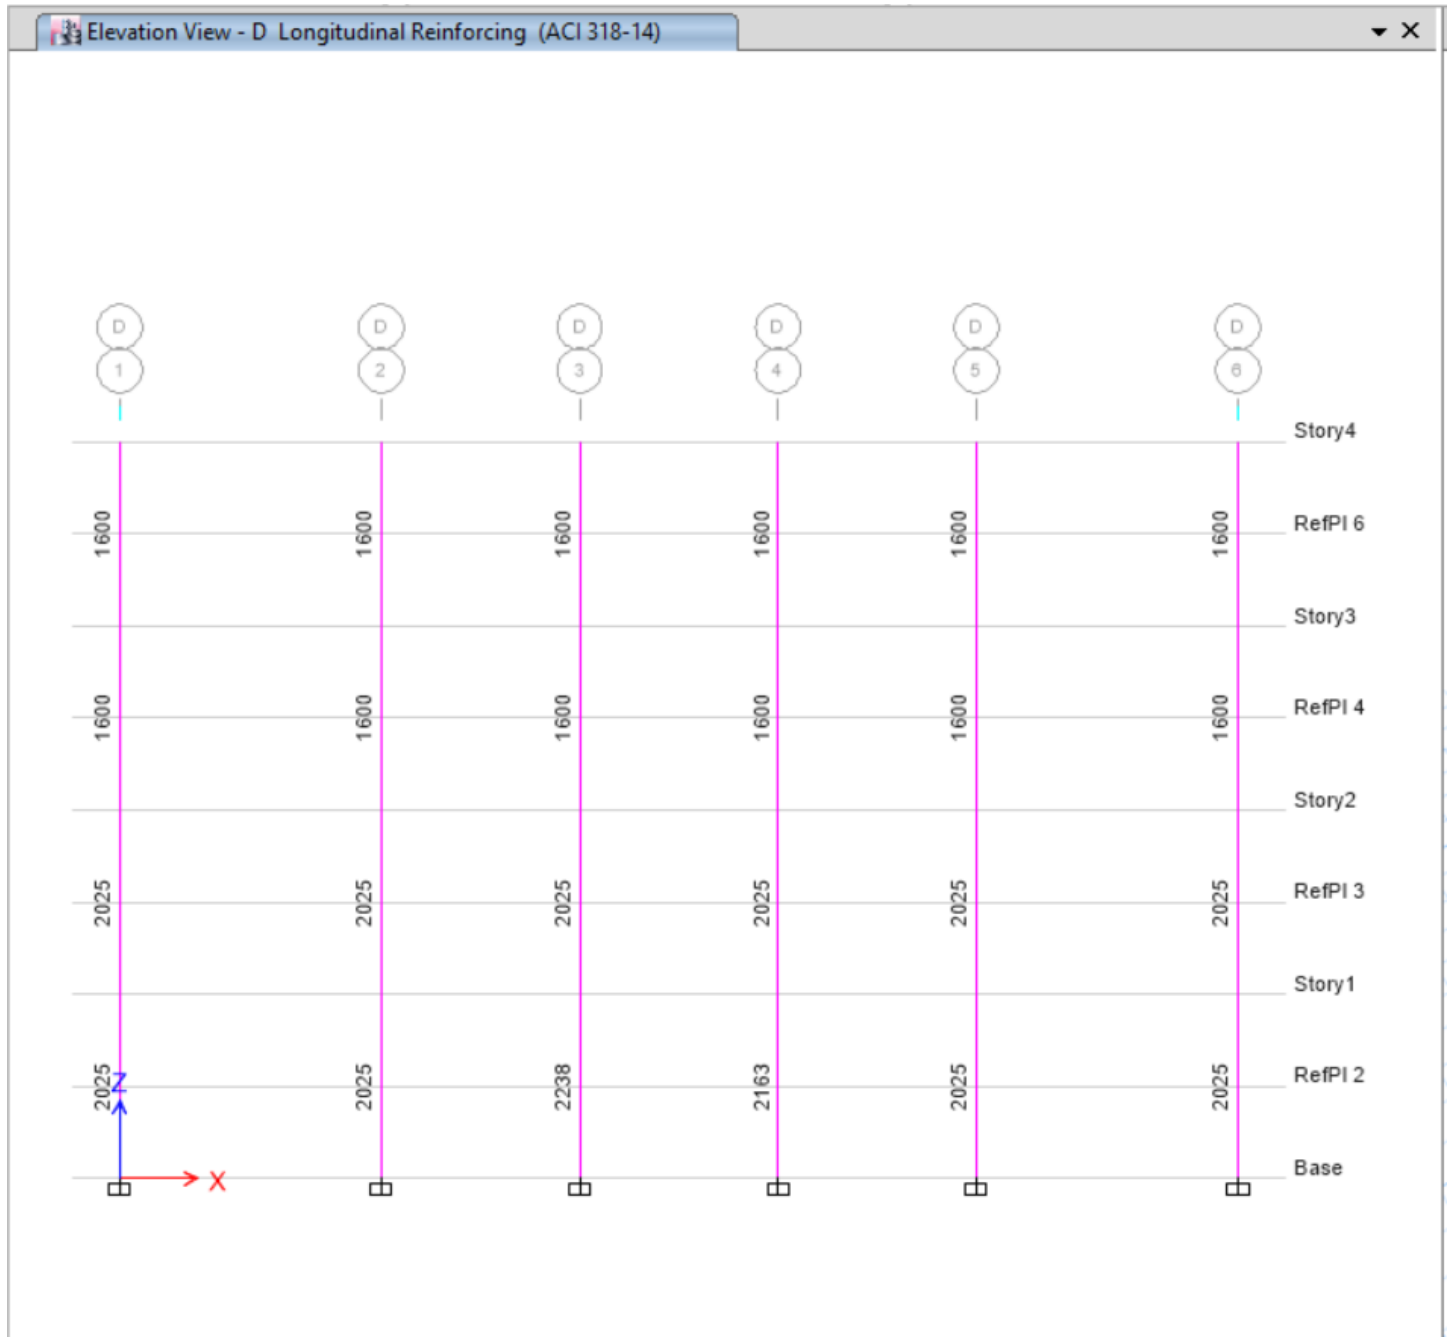 Elevation View - D Longitudinal Reinforcing (ACI 318-14)
D D D D D D
1 2 3 4 5 6
Story4
1600 1600 1600 1600 1600 1600 RefPl 6
Story3
1600 1600 1600 1600 1600 1600 RefPl 4
Story2
2025 2025 2025 2025 2025 2025 RefPl 3
Story1
2025 2025 2238 2163 2025 2025 RefPl 2
Z
Base
X